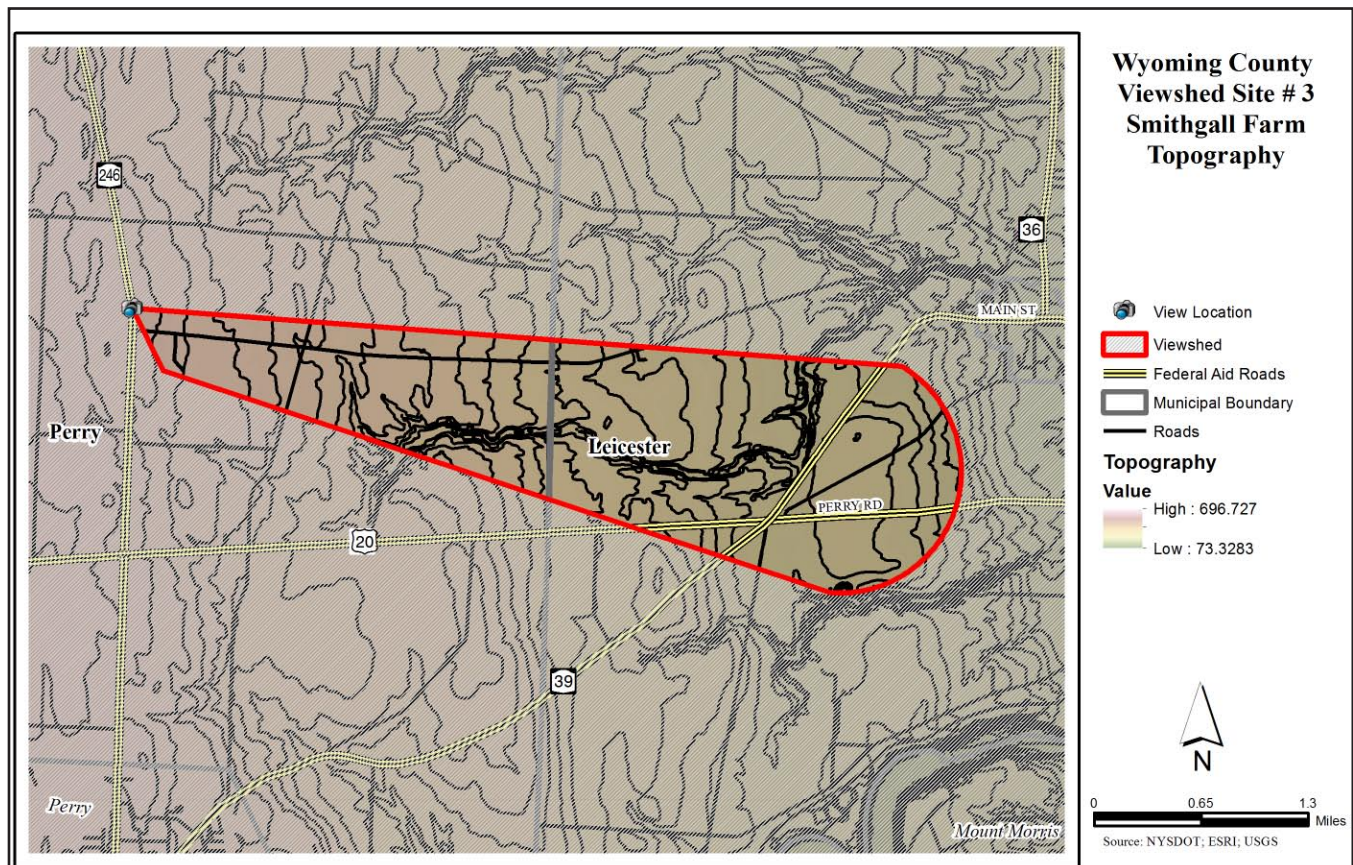 Wyoming County
Viewshed Site # 3
Smithgall Farm
Topography
246
36
MAIN ST
Perry
Leicester
PERRY RD
20
39
Perry
Mount Morris
View Location
Viewshed
Federal Aid Roads
Municipal Boundary
Roads
Topography
Value
High : 696.727
Low : 73.3283
N
0 0.65 1.3
Miles
Source: NYSDOT; ESRI; USGS